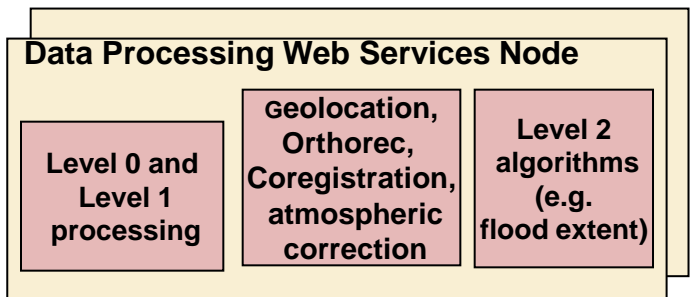 Data Processing Web Services Node
Level 0 and
Level 1
processing
Geolocation,
Orthorec,
Coregistration,
atmospheric
correction
Level 2
algorithms
(e.g.
flood extent)